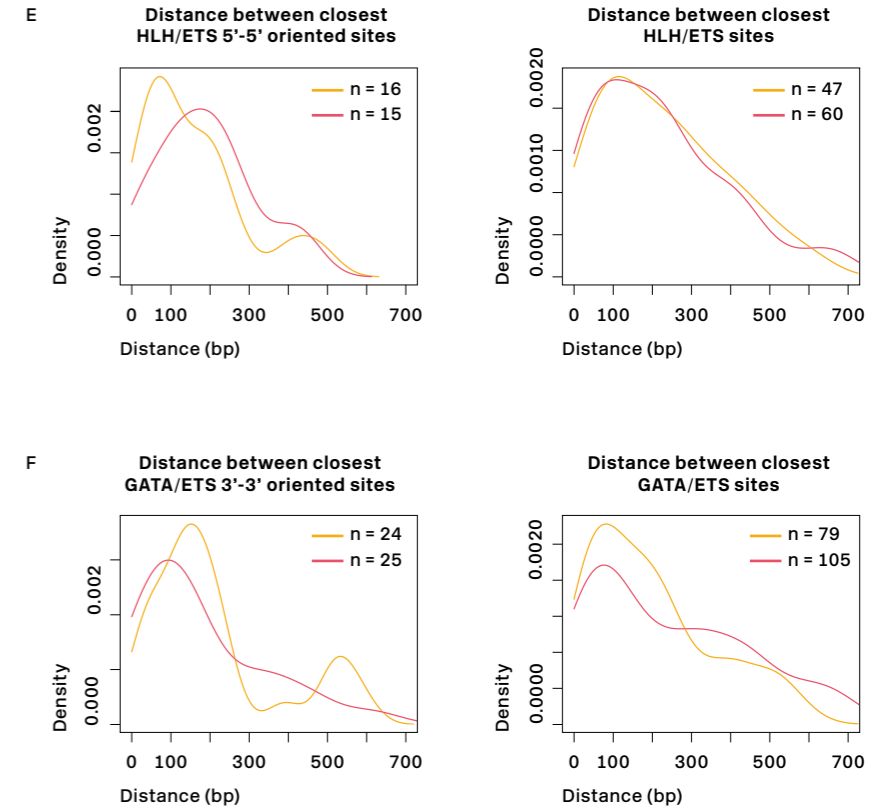 E
Distance between closest
HLH/ETS 5’-5’ oriented sites
n = 16
n = 15
0.002
0.000
Density
0 100 300 500 700
Distance (bp)
Distance between closest
HLH/ETS sites
n = 47
n = 60
0.0020
0.0010
0.0000
Density
0 100 300 500 700
Distance (bp)
F
Distance between closest
GATA/ETS 3’-3’ oriented sites
n = 24
n = 25
0.002
0.000
Density
0 100 300 500 700
Distance (bp)
Distance between closest
GATA/ETS sites
n = 79
n = 105
0.0020
0.0000
Density
0 100 300 500 700
Distance (bp)